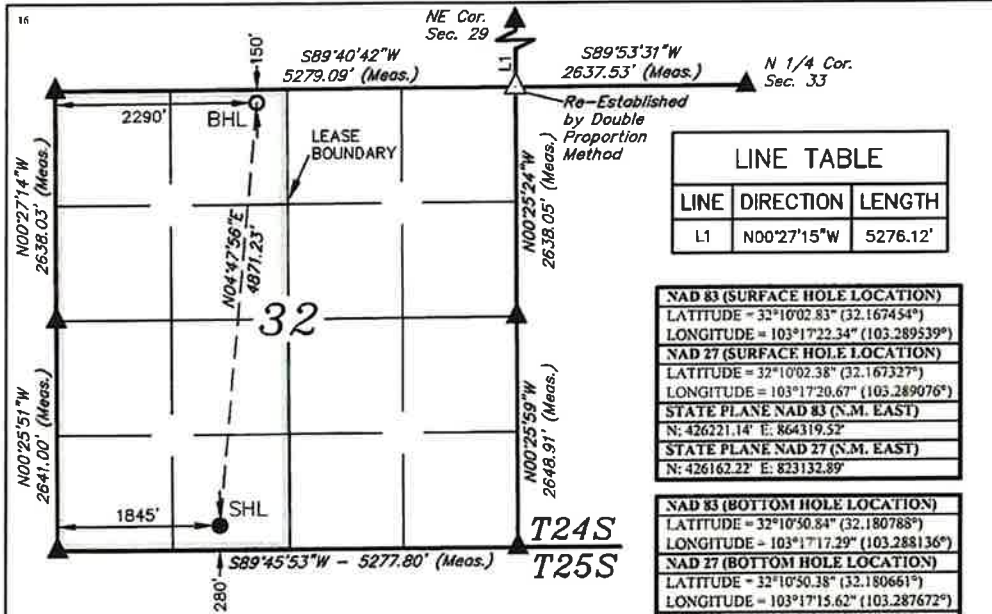 16
NE Cor.
Sec. 29
150'
S89°40'42"W
5279.09' (Meas.)
L1
S89°53'31"W
2637.53' (Meas.)
N 1/4 Cor.
Sec. 33
2290'
BHL
LEASE
BOUNDARY
Re-Established
by Double
Proportion
Method
N00°27'14"W
2638.03' (Meas.)
N04°47'56"E
4871.23'
N00°25'24"W
2638.05' (Meas.)
32
N00°25'51"W
2641.00' (Meas.)
N00°25'59"W
2648.91' (Meas.)
1845'
SHL
S89°45'53"W - 5277.80' (Meas.)
280'
T24S
T25S
LINE TABLE
LINE DIRECTION LENGTH
L1 N00°27'15"W 5276.12'
NAD 83 (SURFACE HOLE LOCATION)
LATITUDE = 32°10'02.83" (32.167454°)
LONGITUDE = 103°17'22.34" (103.289539°)
NAD 27 (SURFACE HOLE LOCATION)
LATITUDE = 32°10'02.38" (32.167327°)
LONGITUDE = 103°17'20.67" (103.289076°)
STATE PLANE NAD 83 (N.M. EAST)
N: 426221.14' E: 864319.52'
STATE PLANE NAD 27 (N.M. EAST)
N: 426162.22' E: 823132.89'
NAD 83 (BOTTOM HOLE LOCATION)
LATITUDE = 32°10'50.84" (32.180788°)
LONGITUDE = 103°17'17.29" (103.288136°)
NAD 27 (BOTTOM HOLE LOCATION)
LATITUDE = 32°10'50.38" (32.180661°)
LONGITUDE = 103°17'15.62" (103.287672°)